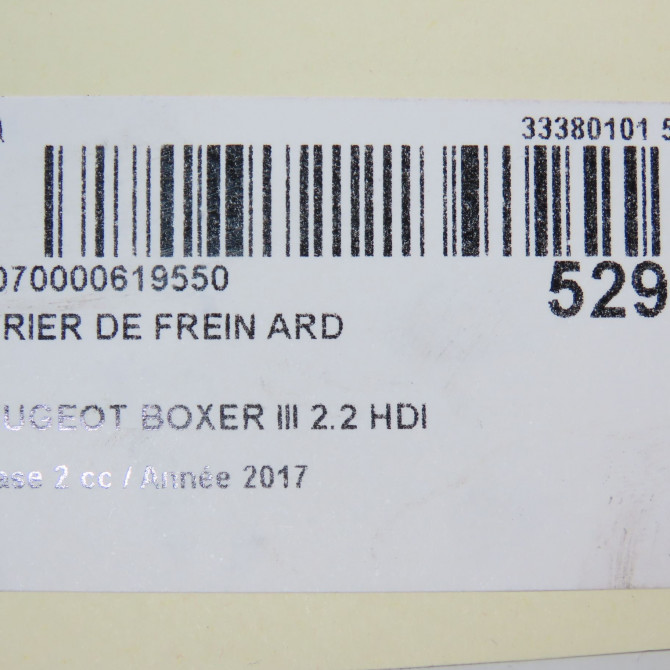 33380101 5
070000619550
529
RIER DE FREIN ARD
UGEOT BOXER III 2.2 HDI
ase 2 cc / Année 2017